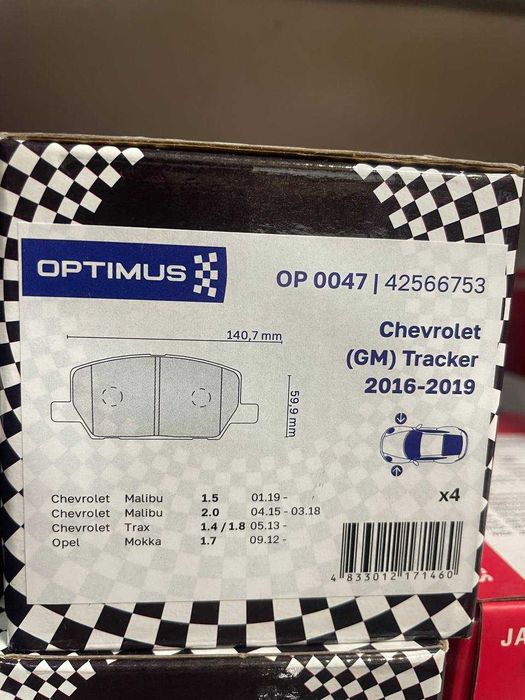 OPTIMUS
OP 0047 | 42566753
140,7 mm
59,9 mm
Chevrolet
(GM) Tracker
2016-2019
x4
Chevrolet Malibu 1.5 01.19 -
Chevrolet Malibu 2.0 04.15 - 03.18
Chevrolet Trax 1.4 / 1.8 05.13 -
Opel Mokka 1.7 09.12 -
4 833012 171460
JA